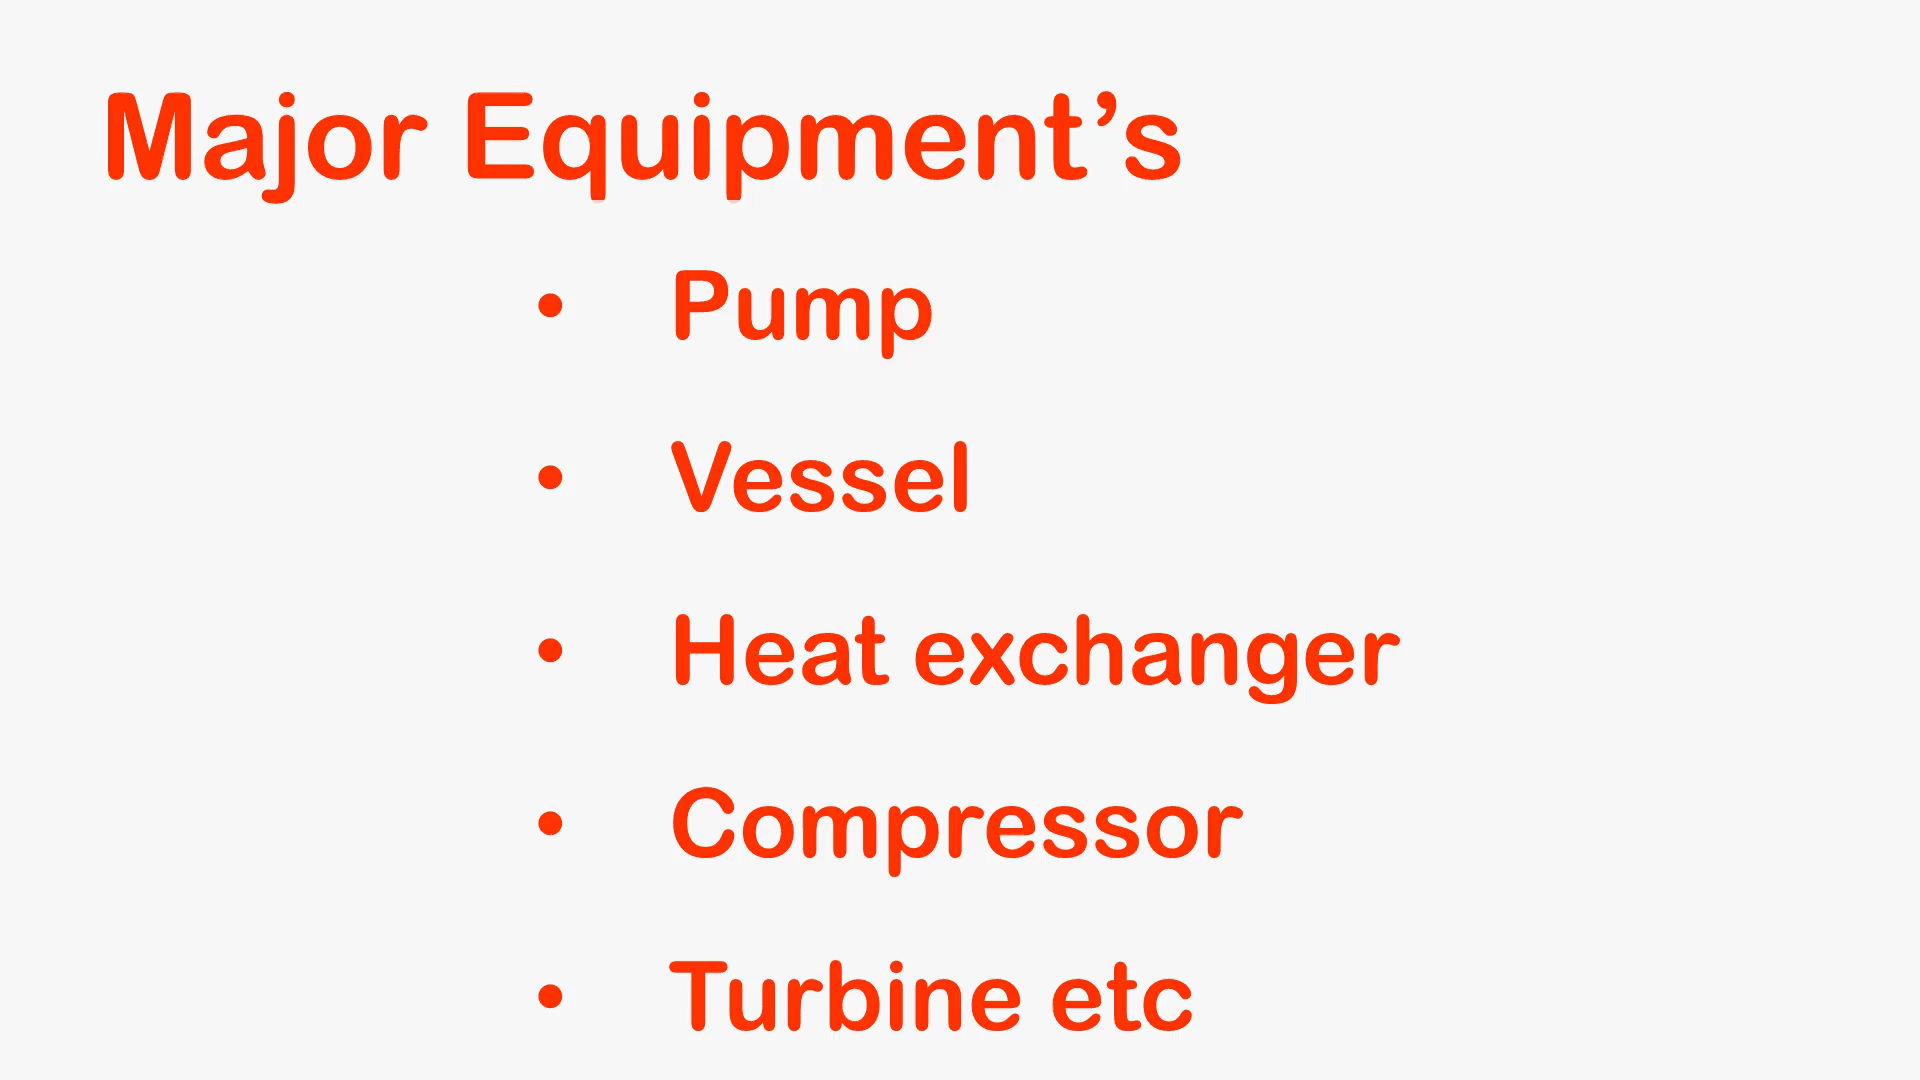 Major Equipment’s
• Pump
• Vessel
• Heat exchanger
• Compressor
• Turbine etc